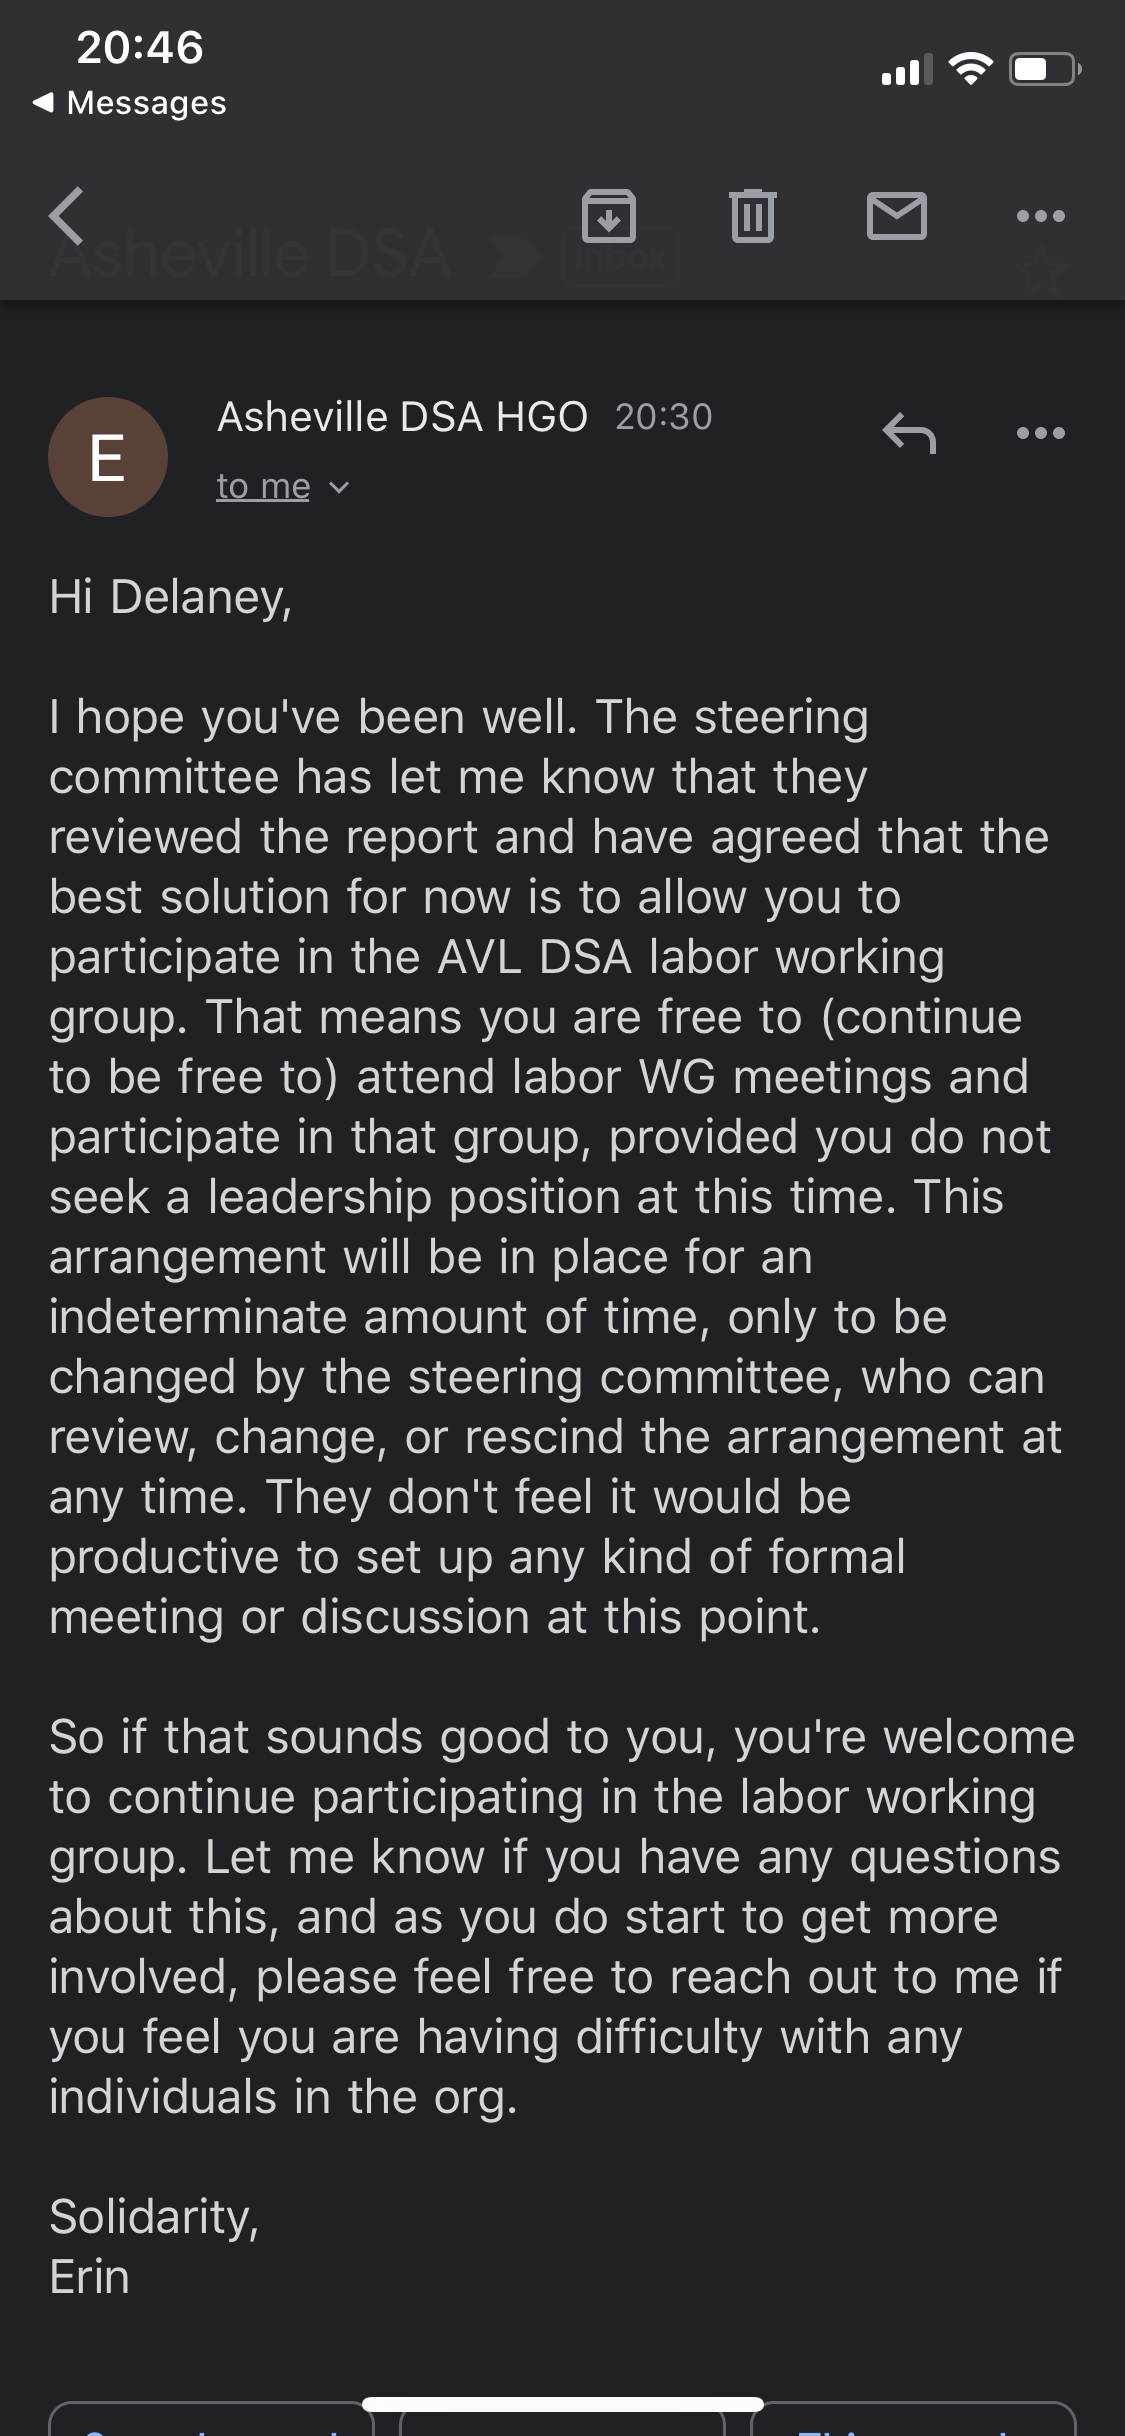 20:46
Messages
Asheville DSA Inbox
E
Asheville DSA HGO 20:30
to me
Hi Delaney,
I hope you've been well. The steering
committee has let me know that they
reviewed the report and have agreed that the
best solution for now is to allow you to
participate in the AVL DSA labor working
group. That means you are free to (continue
to be free to) attend labor WG meetings and
participate in that group, provided you do not
seek a leadership position at this time. This
arrangement will be in place for an
indeterminate amount of time, only to be
changed by the steering committee, who can
review, change, or rescind the arrangement at
any time. They don't feel it would be
productive to set up any kind of formal
meeting or discussion at this point.
So if that sounds good to you, you're welcome
to continue participating in the labor working
group. Let me know if you have any questions
about this, and as you do start to get more
involved, please feel free to reach out to me if
you feel you are having difficulty with any
individuals in the org.
Solidarity,
Erin